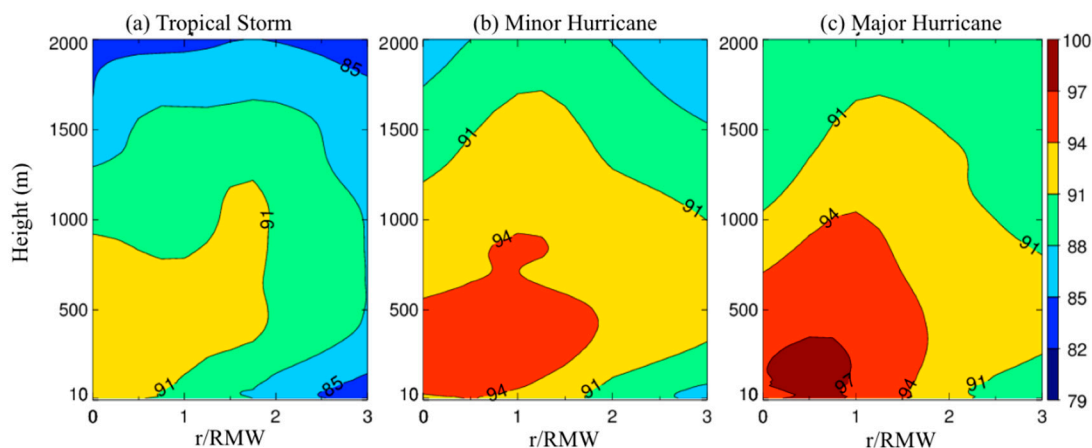 (a) Tropical Storm (b) Minor Hurricane (c) Major Hurricane
2000 2000 2000 100
85 97
1500 1500 91 1500 91 94
Height (m) 1000 91 1000 94 91 1000 94 91 91
88
500 500 500 85
82
10 91 85 10 94 91 10 97 94 91 79
0 1 2 3 0 1 2 3 0 1 2 3
r/RMW r/RMW r/RMW